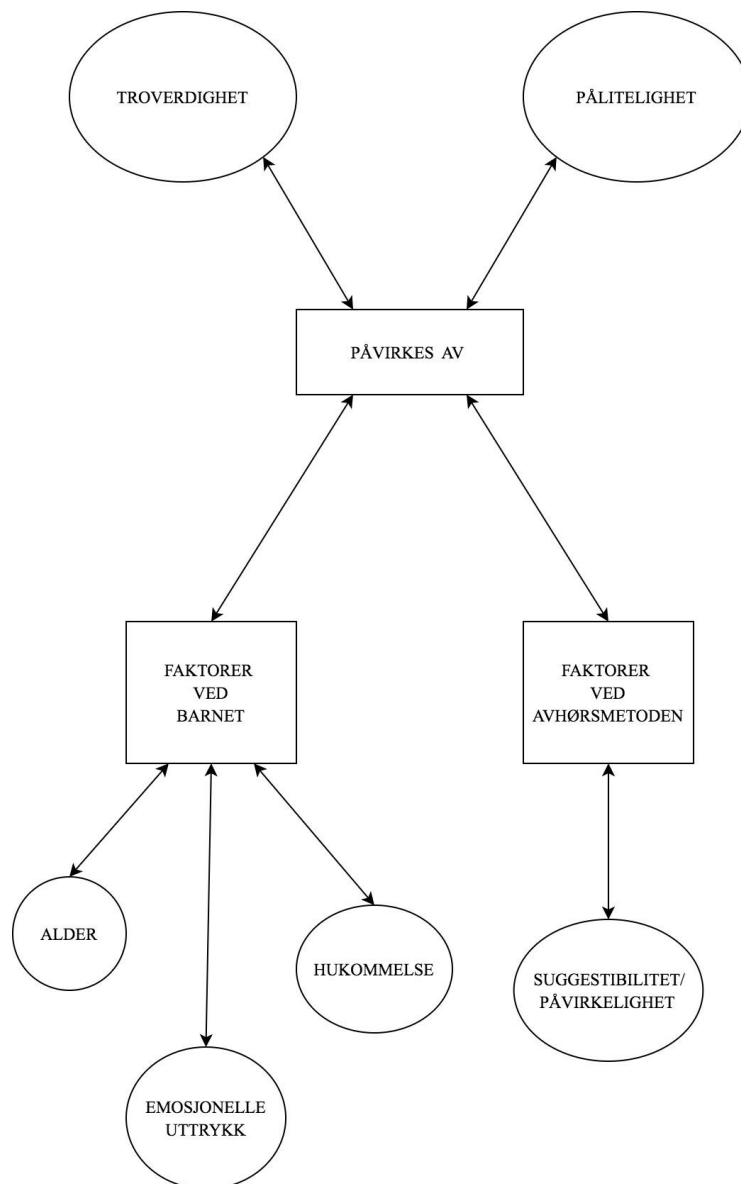 TROVERDIGHET
PÅLITELIGHET
PÅVIRKES AV
FAKTORER
VED
BARNET
FAKTORER
VED
AVHØRSMETODEN
ALDER
HUKOMMELSE
SUGGESTIBILITET/
PÅVIRKELIGHET
EMOSJONELLE
UTTRYKK